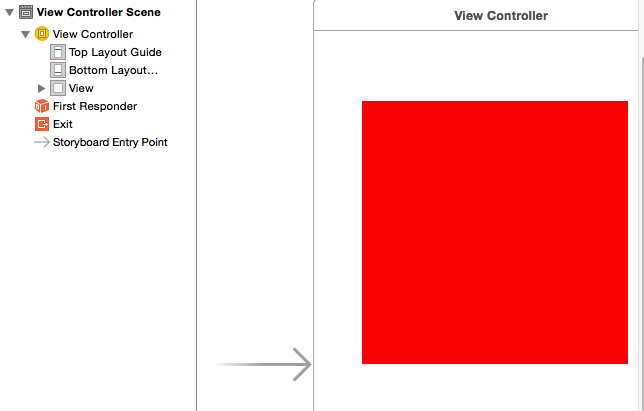 View Controller Scene
View Controller
Top Layout Guide
Bottom Layout…
View
First Responder
Exit
Storyboard Entry Point
View Controller